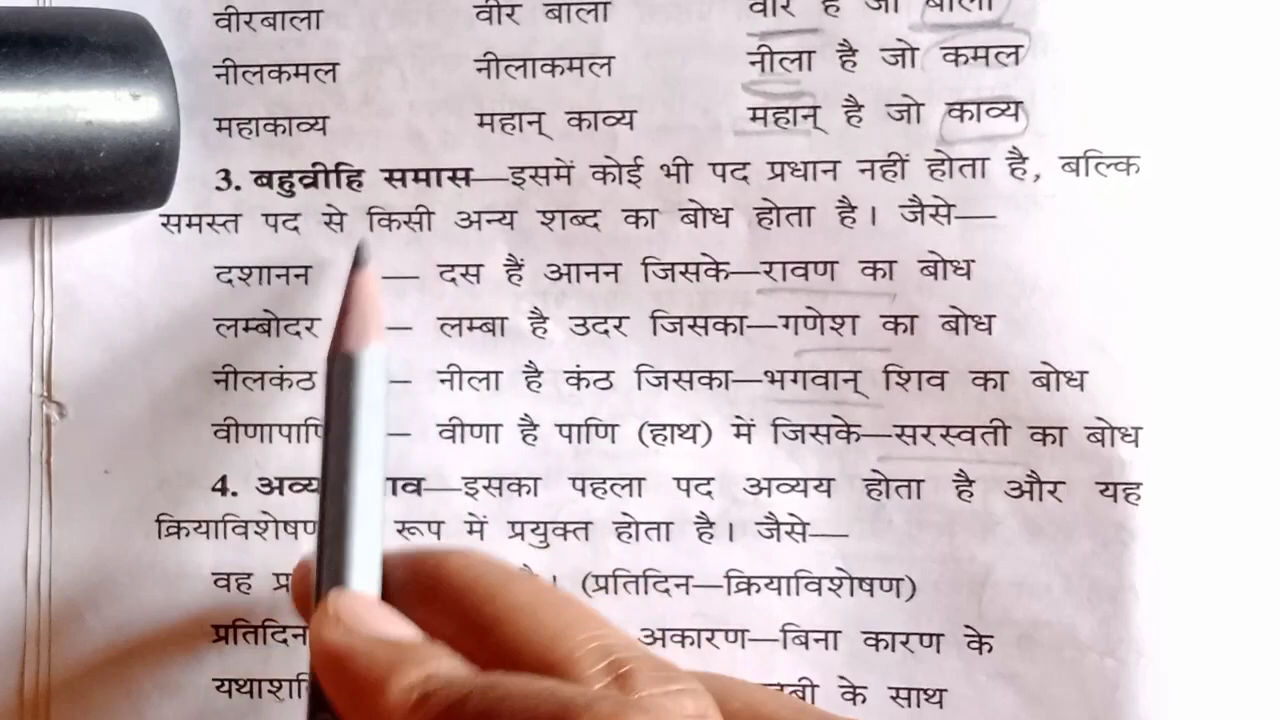 वीरबाला वीर बाला वीर है जो बाला
नीलकमल नीलाकमल नीला है जो कमल
महाकाव्य महान् काव्य महान् है जो काव्य
3. बहुव्रीहि समास—इसमें कोई भी पद प्रधान नहीं होता है, बल्कि
समस्त पद से किसी अन्य शब्द का बोध होता है। जैसे—
दशानन — दस हैं आनन जिसके—रावण का बोध
लम्बोदर — लम्बा है उदर जिसका—गणेश का बोध
नीलकंठ — नीला है कंठ जिसका—भगवान् शिव का बोध
— वीणा है पाणि (हाथ) में जिसके—सरस्वती का बोध
4. —इसका पहला पद अव्यय होता है और यह
क्रियाविशेषण रूप में प्रयुक्त होता है। जैसे—
वह (प्रतिदिन—क्रियाविशेषण)
प्रतिदिन अकारण—बिना कारण के
के साथ